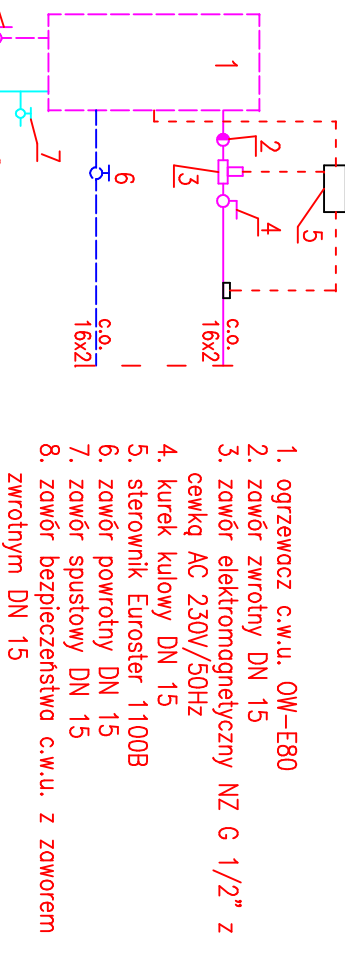 1
2
3
4
5
6
7
c.o.
16x2
c.o.
16x2
1. ogrzewacz c.w.u. OW-E80
2. zawór zwrotny DN 15
3. zawór elektromagnetyczny NZ G 1/2" z
cewką AC 230V/50Hz
4. kurek kulowy DN 15
5. sterownik Euroster 1100B
6. zawór powrotny DN 15
7. zawór spustowy DN 15
8. zawór bezpieczeństwa c.w.u. z zaworem
zwrotnym DN 15